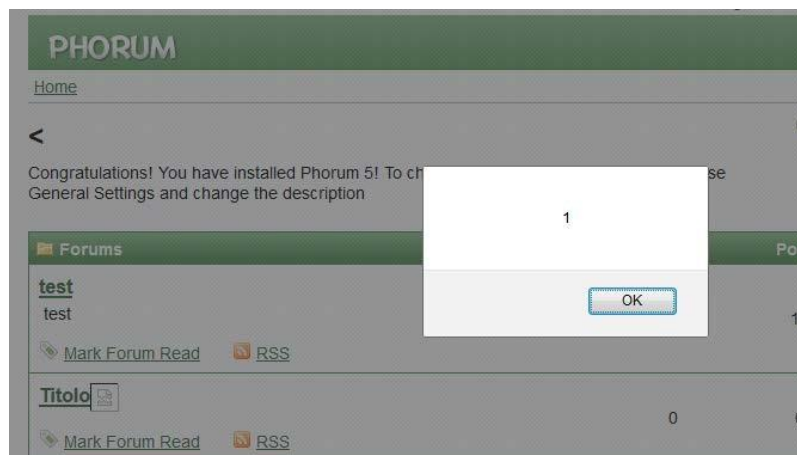 PHORUM
Home
<
Congratulations! You have installed Phorum 5! To ch
se
General Settings and change the description
1
Forums
Po
test
test
1
OK
Mark Forum Read RSS
Titolo
0
Mark Forum Read RSS